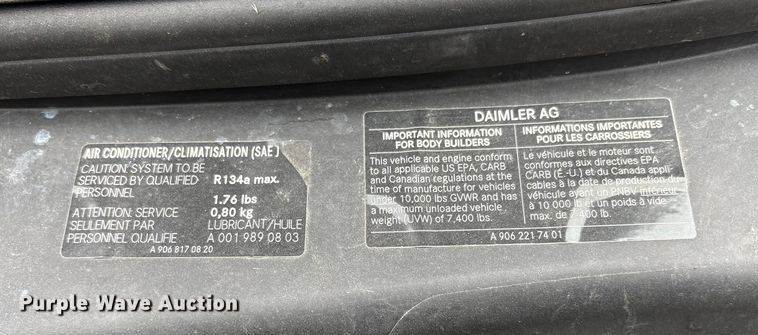 AIR CONDITIONER/CLIMATISATION (SAE)
CAUTION SYSTEM TO BE
SERVICED BY QUALIFIED
PERSONNEL
ATTENTION SERVICE
SEULEMENT PAR
PERSONNEL QUALIFIE
R134a max.
1.76 lbs
0,80 kg
LUBRICANT/HUILE
A 001 989 08 03
A 906 817 08 20
DAIMLER AG
IMPORTANT INFORMATION
FOR BODY BUILDERS
This vehicle and engine conform
to all applicable US EPA, CARB
and Canadian regulations at the
time of manufacture for vehicles
under 10,000 lbs GVWR and has
a maximum unloaded vehicle
weight (UVW) of 7,400 lbs.
INFORMATIONS IMPORTANTES
POUR LES CARROSSIERS
Le véhicule et le moteur sont
conformes aux directives EPA
CARB (É.-U.) et du Canada appli-
cables à la date de production du
véhicule ayant un PNBV inférieur
à 10,000 lb et un poids à vide
max. de 7,400 lb.
A 906 221 74 01
Purple Wave Auction